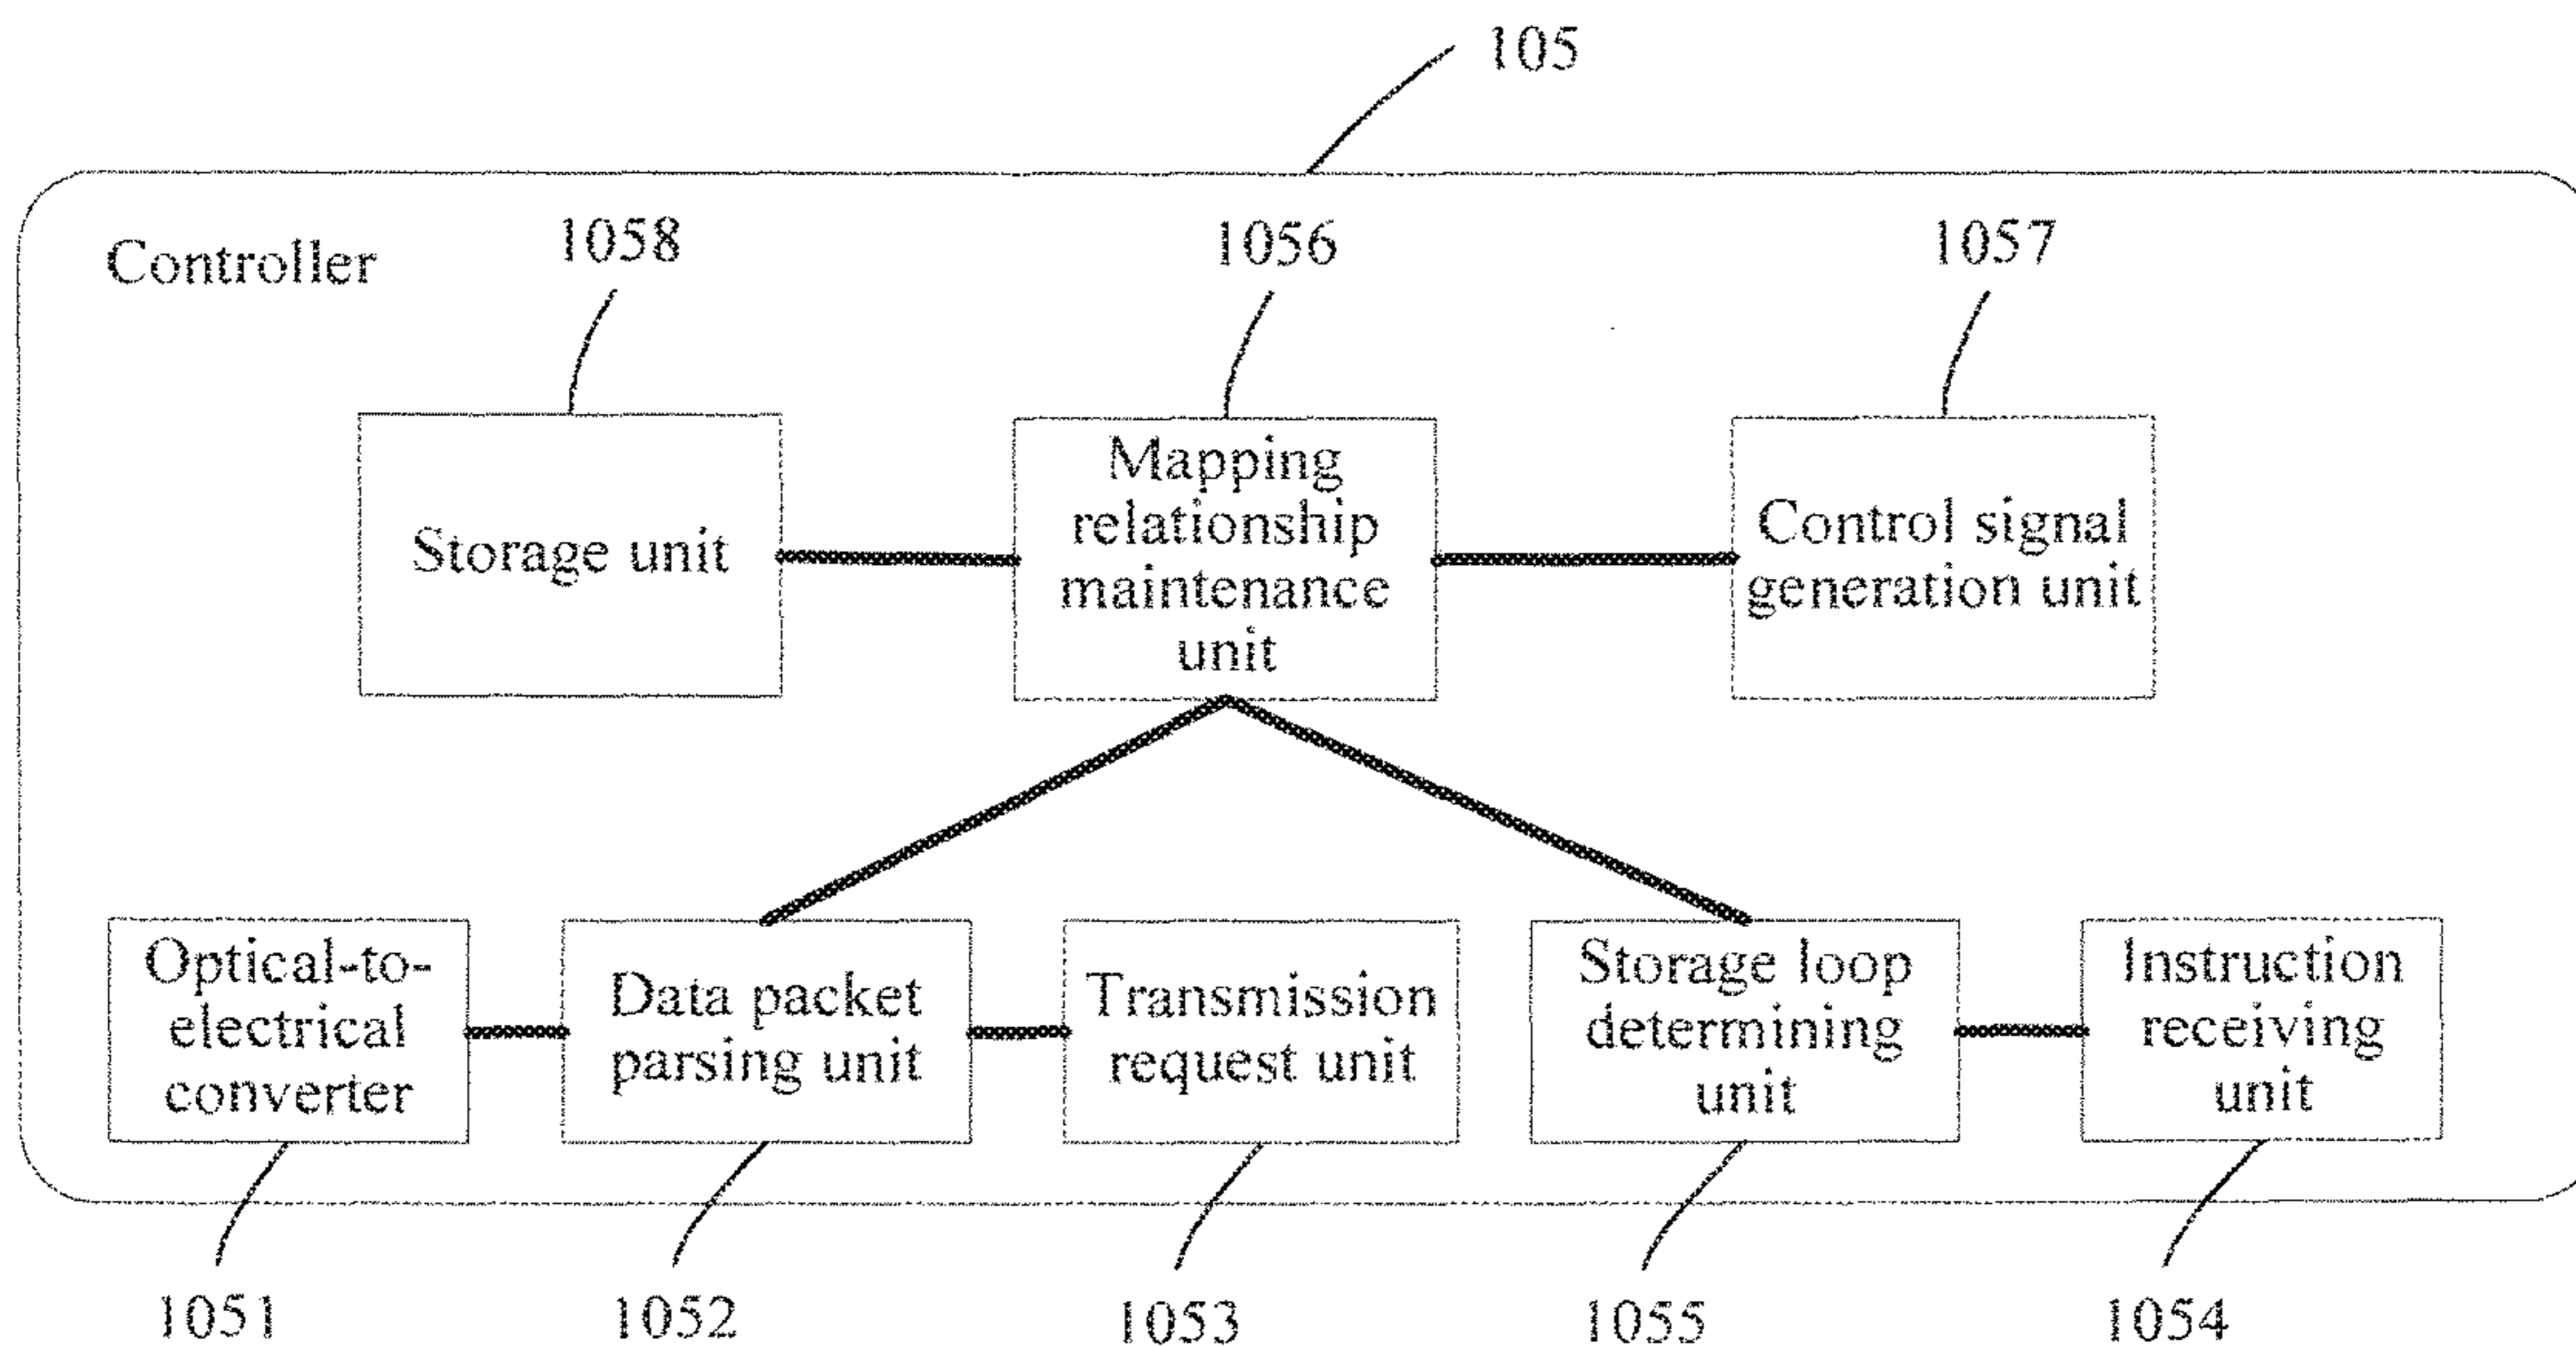 105
Controller
1058
1056
1057
Storage unit
Mapping
relationship
maintenance
unit
Control signal
generation unit
Optical-to-
electrical
converter
Data packet
parsing unit
Transmission
request unit
Storage loop
determining
unit
Instruction
receiving
unit
1051
1052
1053
1055
1054